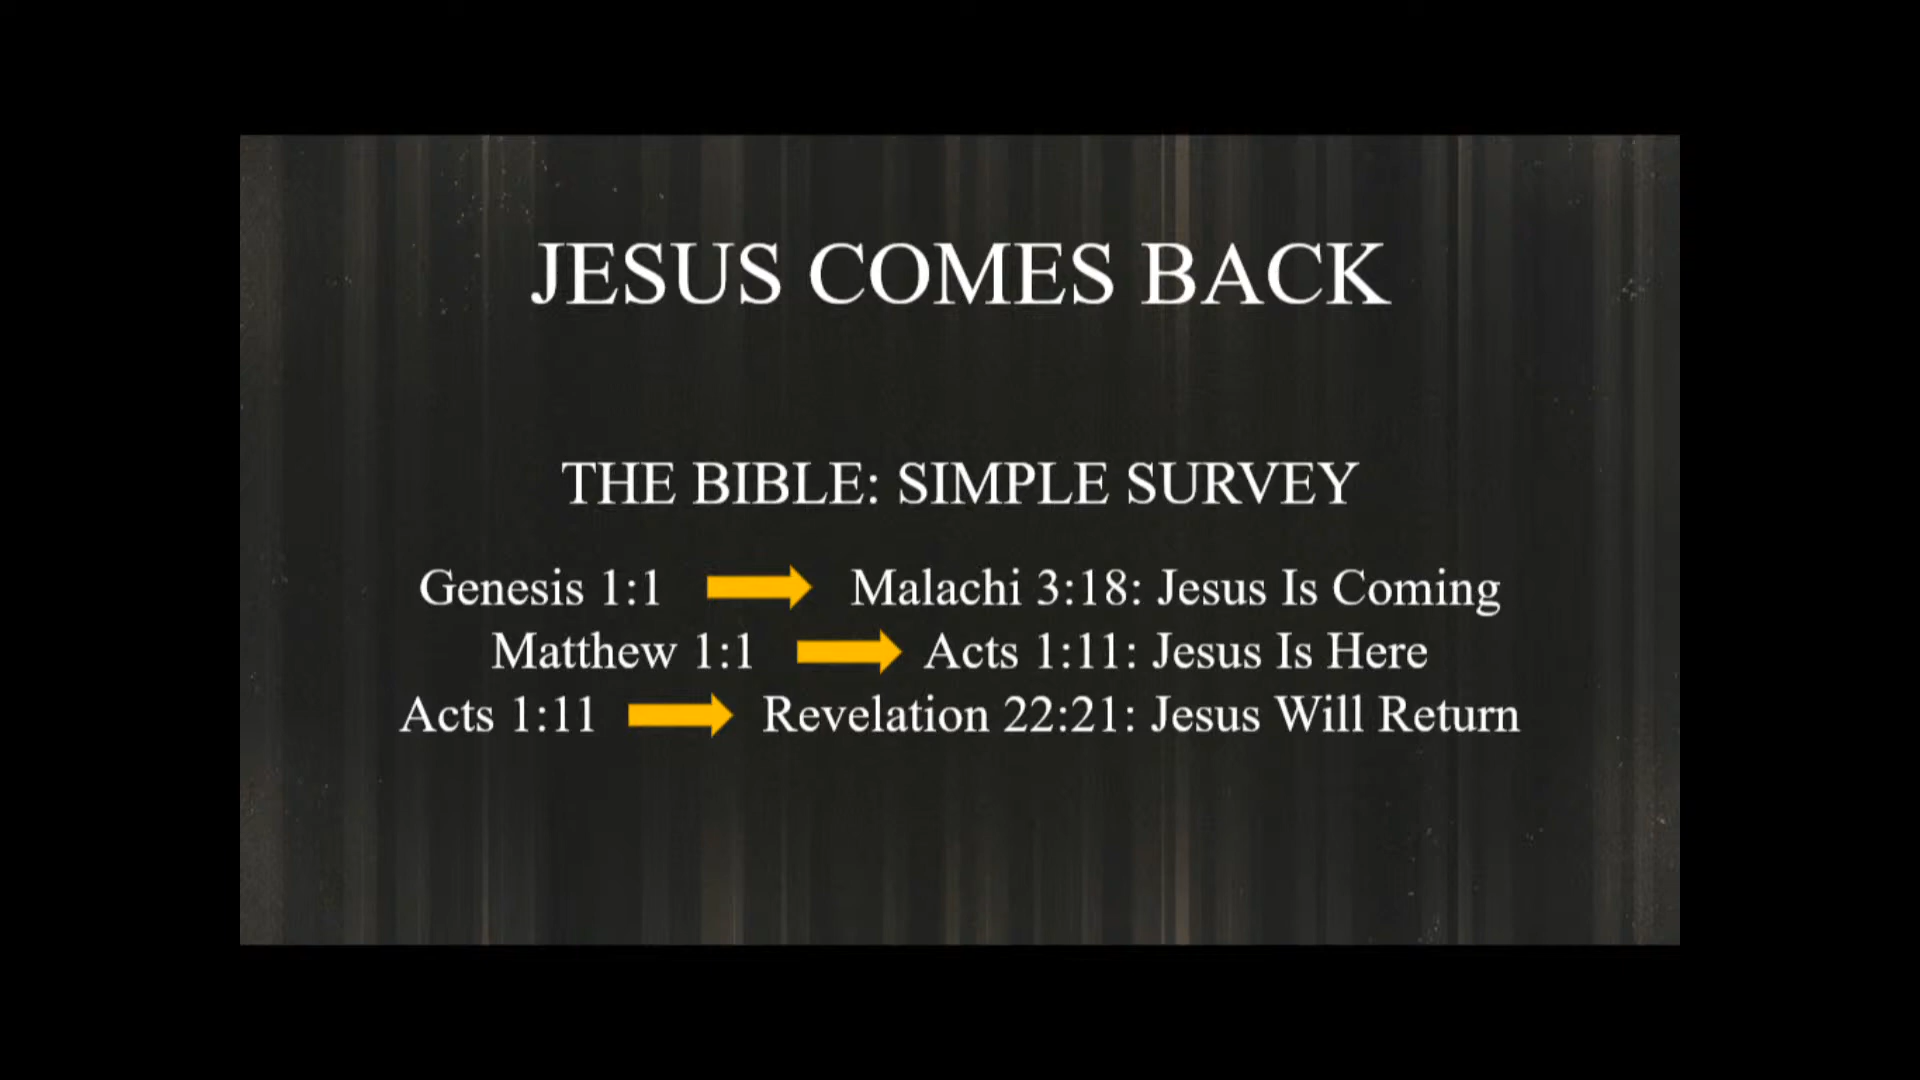 JESUS COMES BACK
THE BIBLE: SIMPLE SURVEY
Genesis 1:1 Malachi 3:18: Jesus Is Coming
Matthew 1:1 Acts 1:11: Jesus Is Here
Acts 1:11 Revelation 22:21: Jesus Will Return